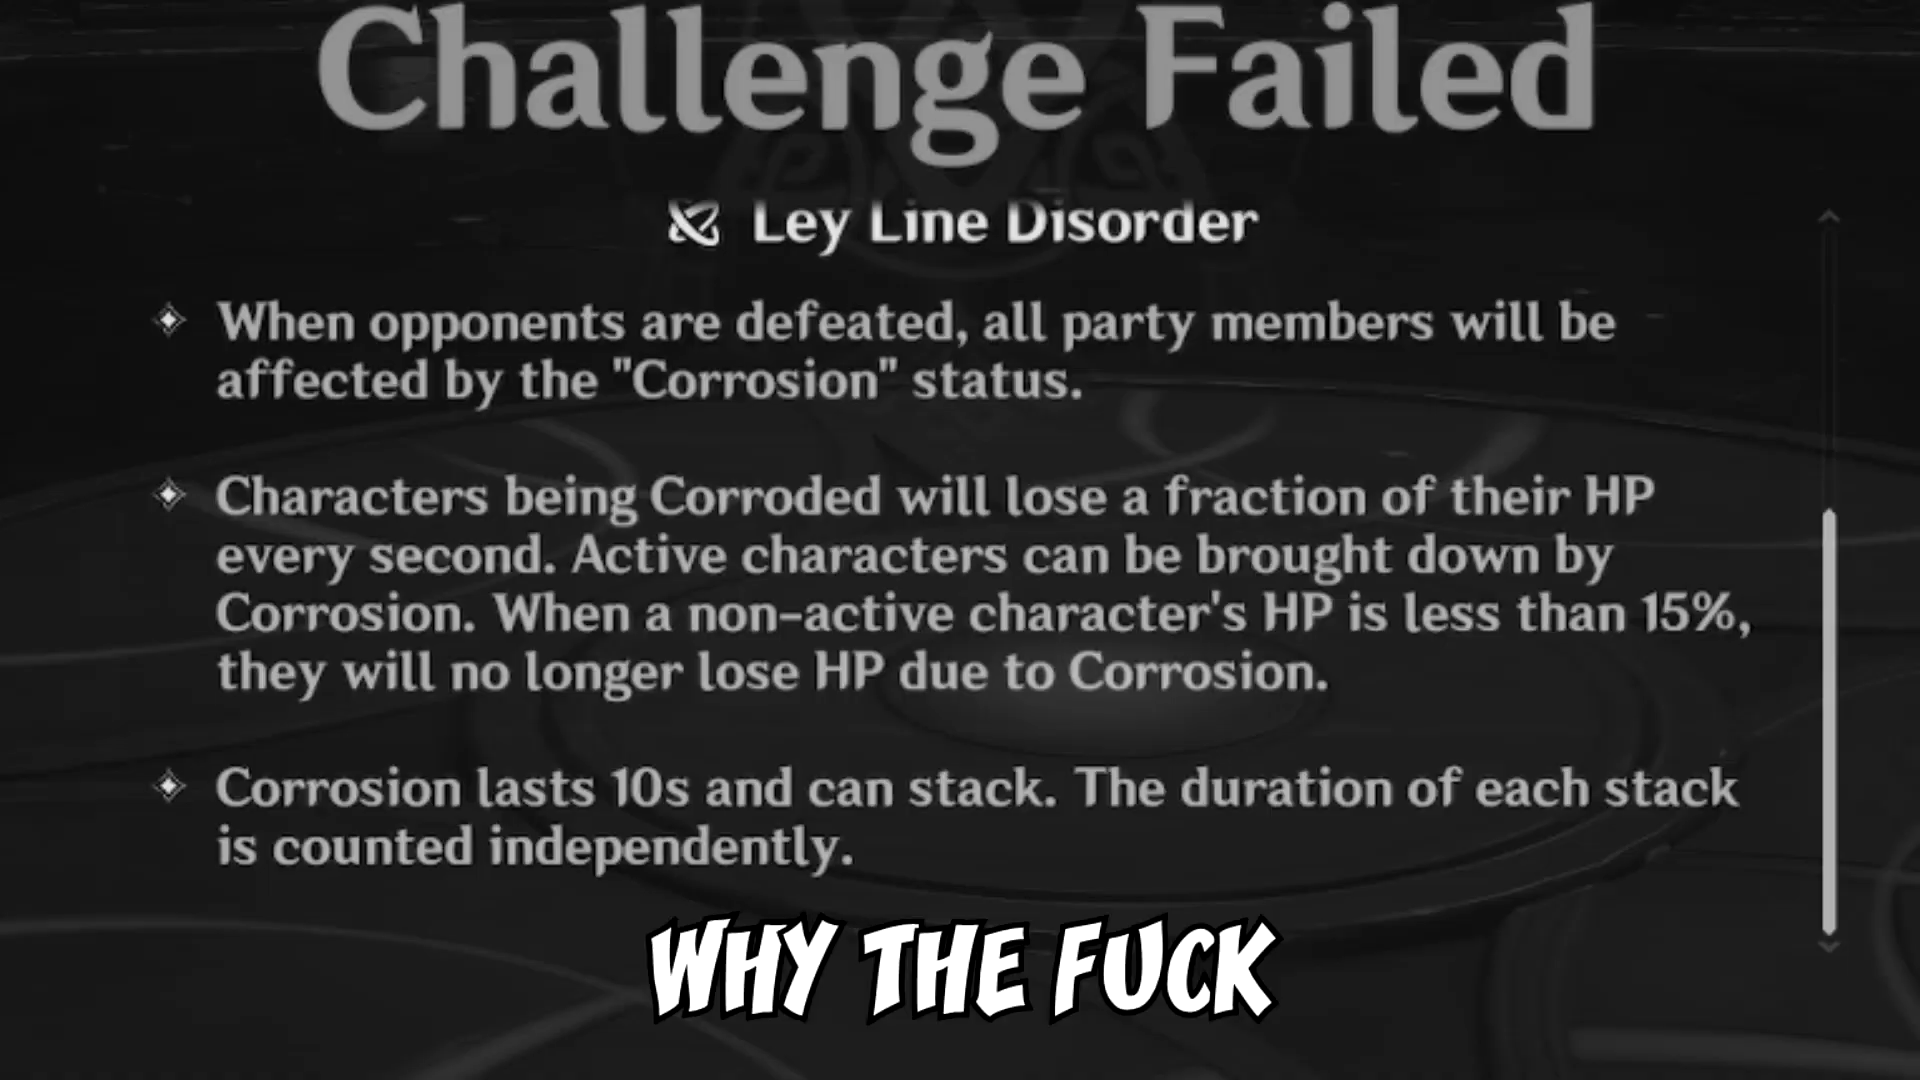 Challenge Failed
Ley Line Disorder
When opponents are defeated, all party members will be
affected by the "Corrosion" status.
Characters being Corroded will lose a fraction of their HP
every second. Active characters can be brought down by
Corrosion. When a non-active character's HP is less than 15%,
they will no longer lose HP due to Corrosion.
Corrosion lasts 10s and can stack. The duration of each stack
is counted independently.
WHY THE FUCK